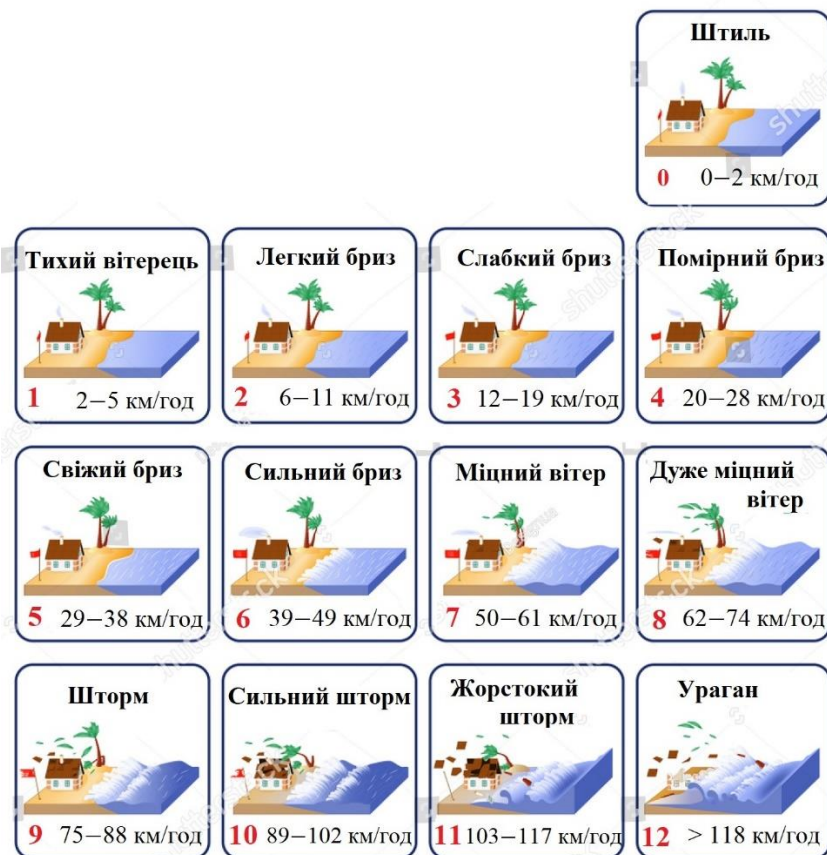 Штиль
0 0–2 км/год
Тихий вітерець
1 2–5 км/год
Легкий бриз
2 6–11 км/год
Слабкий бриз
3 12–19 км/год
Помірний бриз
4 20–28 км/год
Свіжий бриз
5 29–38 км/год
Сильний бриз
6 39–49 км/год
Міцний вітер
7 50–61 км/год
Дуже міцний
вітер
8 62–74 км/год
Шторм
9 75–88 км/год
Сильний шторм
10 89–102 км/год
Жорстокий
шторм
11 103–117 км/год
Ураган
12 > 118 км/год